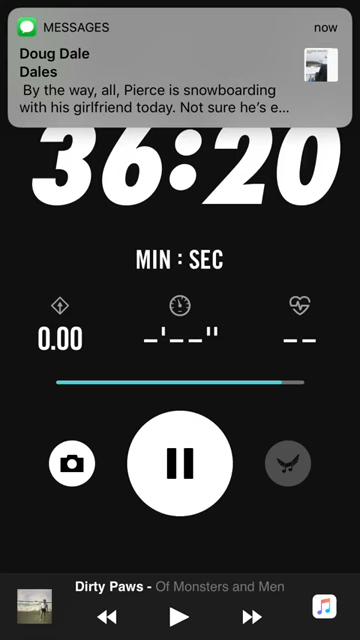 MESSAGES
now
Doug Dale
Dales
By the way, all, Pierce is snowboarding
with his girlfriend today. Not sure he's e...
36:20
MIN : SEC
0.00
-'--"
--
Dirty Paws - Of Monsters and Men